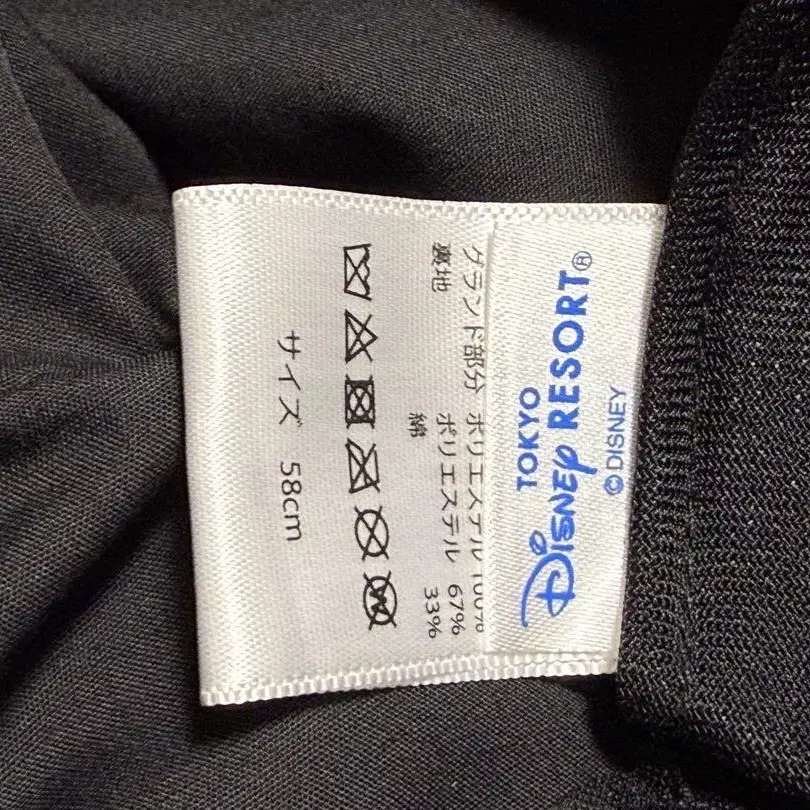 TOKYO
Disney RESORT®
© DISNEY
グランド部分 ポリエステル 100%
裏地 ポリエステル 67%
綿 33%
サイズ 58cm